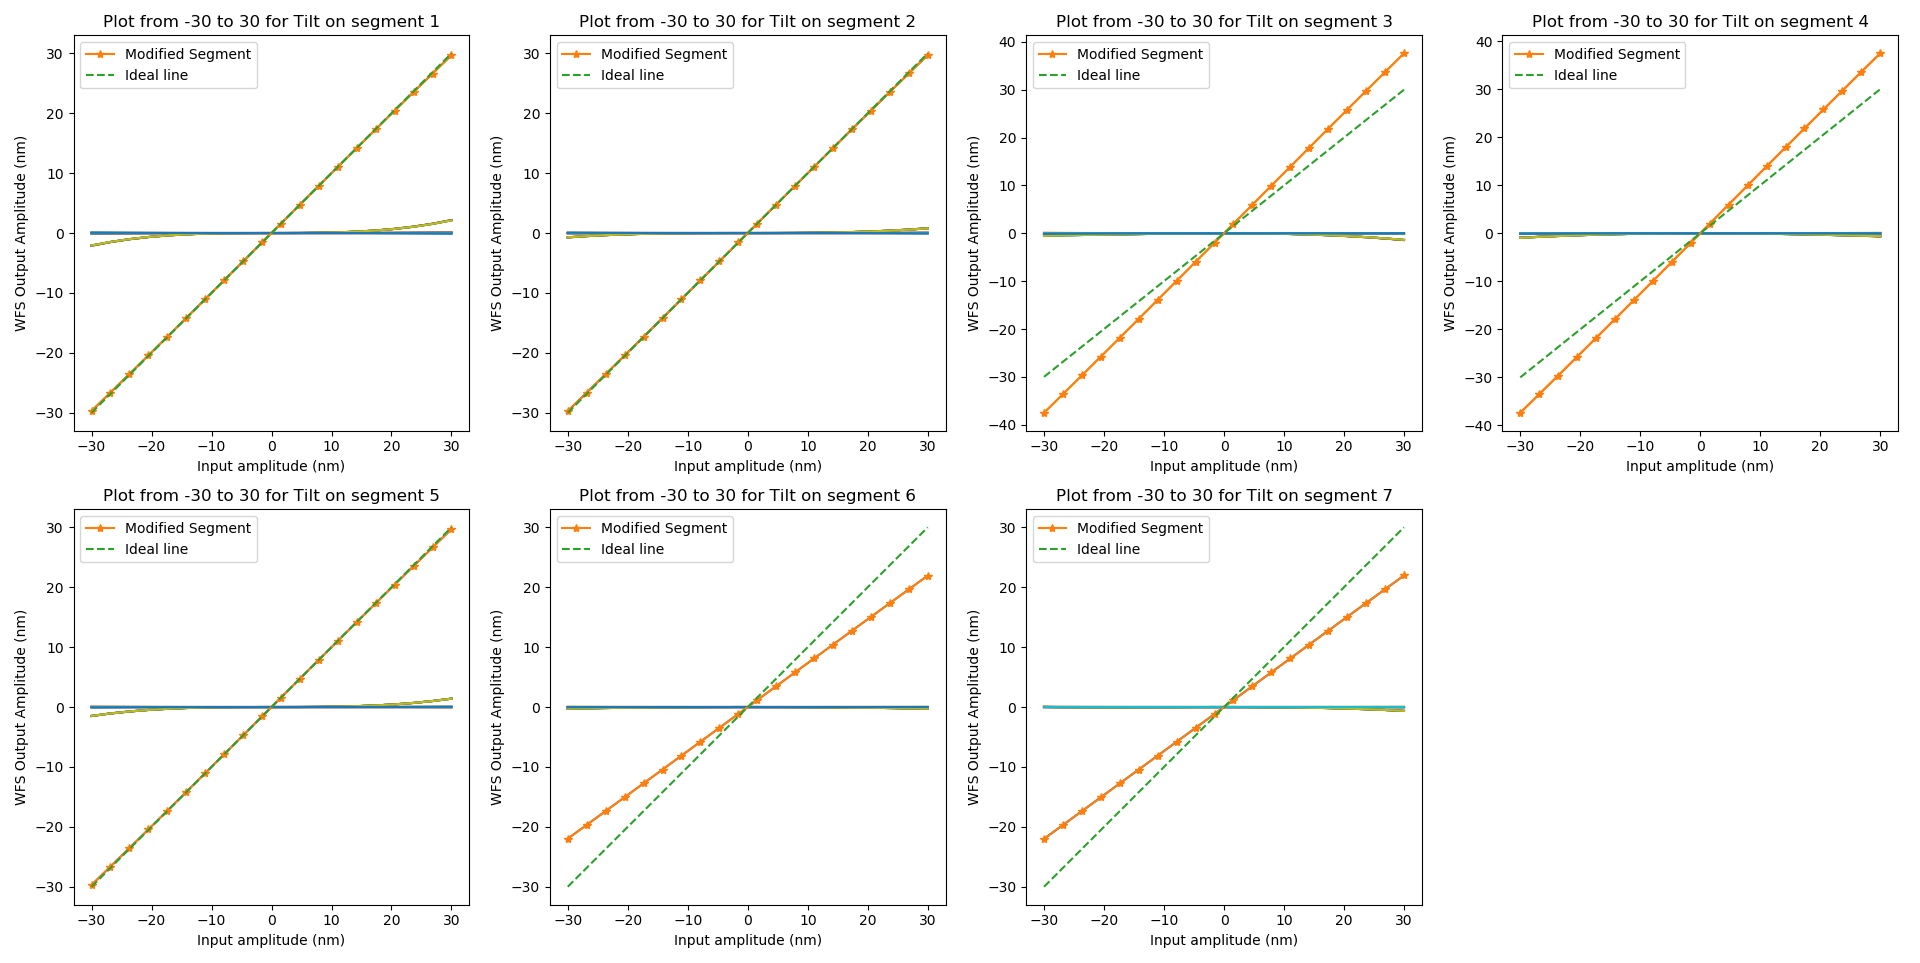 Plot from -30 to 30 for Tilt on segment 1
Modified Segment
Ideal line
WFS Output Amplitude (nm)
30
20
10
0
−10
−20
−30
−30 −20 −10 0 10 20 30
Input amplitude (nm)
Plot from -30 to 30 for Tilt on segment 2
Modified Segment
Ideal line
WFS Output Amplitude (nm)
30
20
10
0
−10
−20
−30
−30 −20 −10 0 10 20 30
Input amplitude (nm)
Plot from -30 to 30 for Tilt on segment 3
Modified Segment
Ideal line
WFS Output Amplitude (nm)
40
30
20
10
0
−10
−20
−30
−40
−30 −20 −10 0 10 20 30
Input amplitude (nm)
Plot from -30 to 30 for Tilt on segment 4
Modified Segment
Ideal line
WFS Output Amplitude (nm)
40
30
20
10
0
−10
−20
−30
−40
−30 −20 −10 0 10 20 30
Input amplitude (nm)
Plot from -30 to 30 for Tilt on segment 5
Modified Segment
Ideal line
WFS Output Amplitude (nm)
30
20
10
0
−10
−20
−30
−30 −20 −10 0 10 20 30
Input amplitude (nm)
Plot from -30 to 30 for Tilt on segment 6
Modified Segment
Ideal line
WFS Output Amplitude (nm)
30
20
10
0
−10
−20
−30
−30 −20 −10 0 10 20 30
Input amplitude (nm)
Plot from -30 to 30 for Tilt on segment 7
Modified Segment
Ideal line
WFS Output Amplitude (nm)
30
20
10
0
−10
−20
−30
−30 −20 −10 0 10 20 30
Input amplitude (nm)